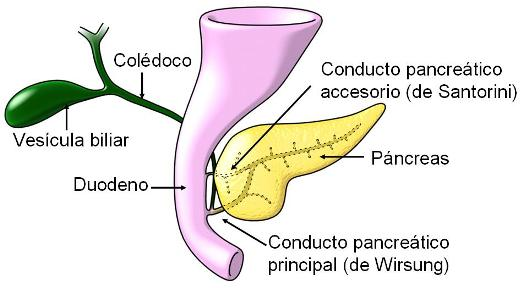 Colédoco
Conducto pancreático
accesorio (de Santorini)
Vesícula biliar
Páncreas
Duodeno
Conducto pancreático
principal (de Wirsung)